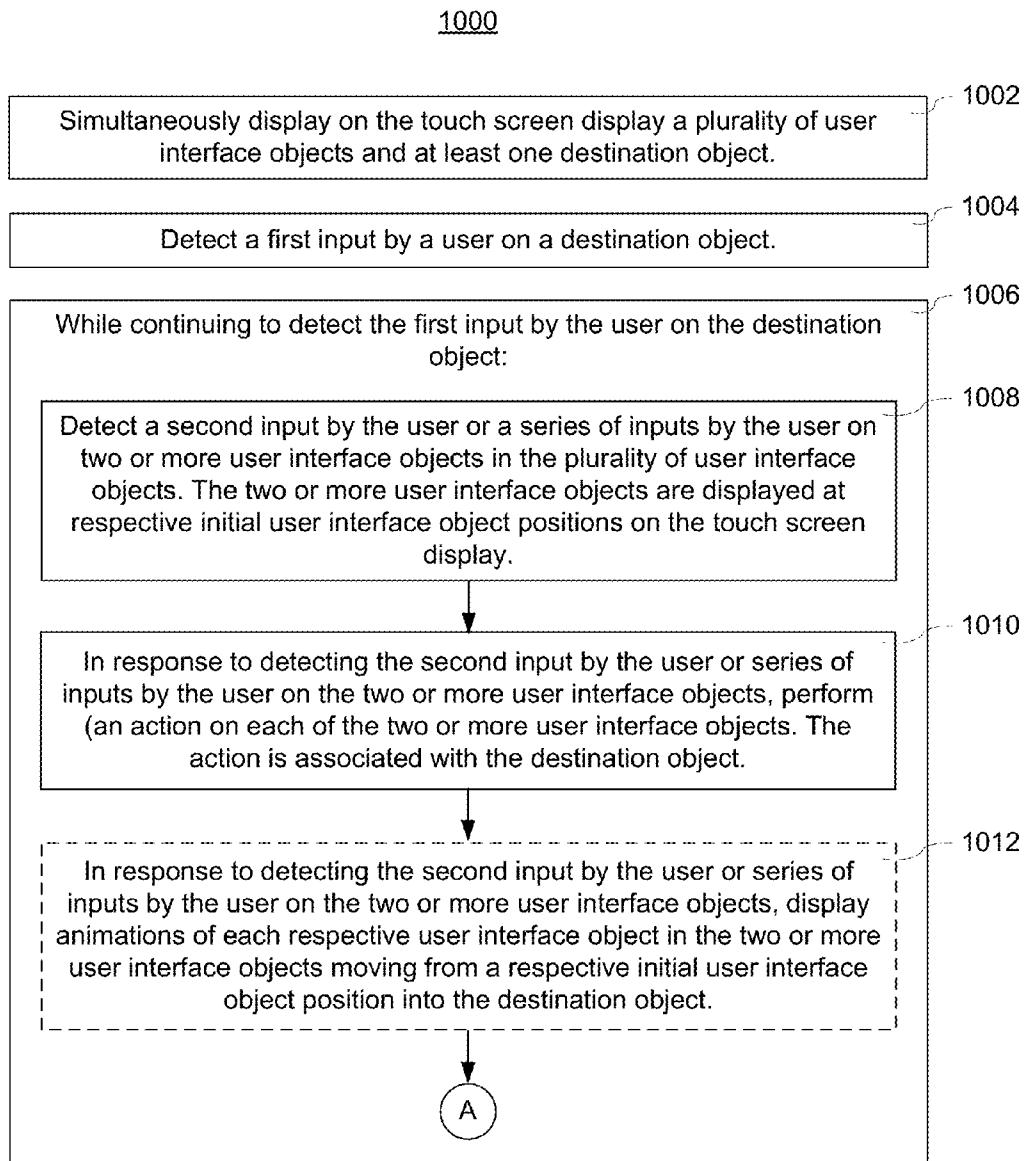 1000
1002
Simultaneously display on the touch screen display a plurality of user
interface objects and at least one destination object.
1004
Detect a first input by a user on a destination object.
1006
While continuing to detect the first input by the user on the destination
object:
1008
Detect a second input by the user or a series of inputs by the user on
two or more user interface objects in the plurality of user interface
objects. The two or more user interface objects are displayed at
respective initial user interface object positions on the touch screen
display.
1010
In response to detecting the second input by the user or series of
inputs by the user on the two or more user interface objects, perform
(an action on each of the two or more user interface objects. The
action is associated with the destination object.
1012
In response to detecting the second input by the user or series of
inputs by the user on the two or more user interface objects, display
animations of each respective user interface object in the two or more
user interface objects moving from a respective initial user interface
object position into the destination object.
A